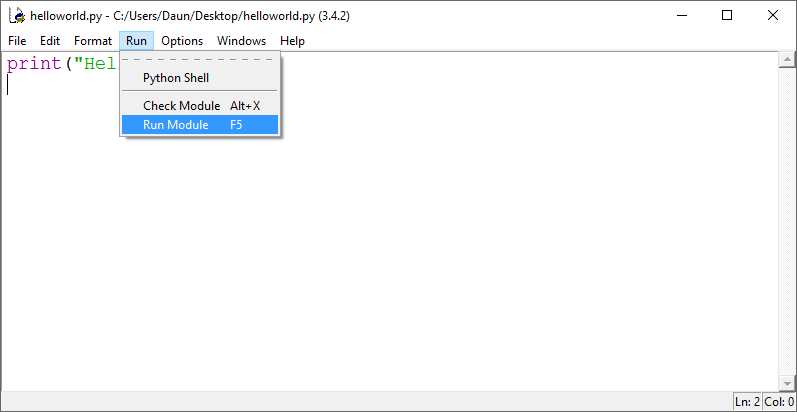 helloworld.py - C:/Users/Daun/Desktop/helloworld.py (3.4.2)
File Edit Format Run Options Windows Help
print("Hel
Python Shell
Check Module Alt+X
Run Module F5
Ln: 2 Col: 0